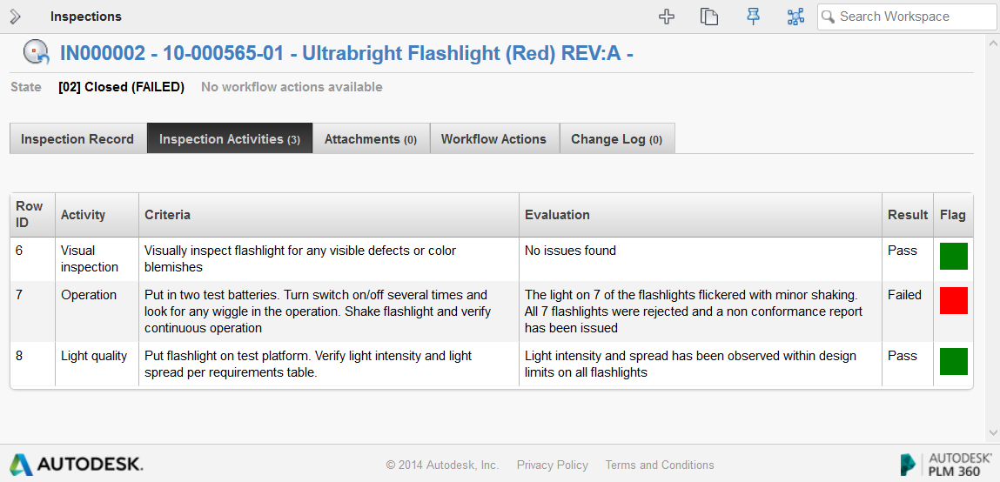 Inspections
Search Workspace
IN000002 - 10-000565-01 - Ultrabright Flashlight (Red) REV:A -
State [02] Closed (FAILED) No workflow actions available
Inspection Record Inspection Activities (3) Attachments (0) Workflow Actions Change Log (0)
Row ID Activity Criteria Evaluation Result Flag
6 Visual inspection
Visually inspect flashlight for any visible defects or color
blemishes
No issues found
Pass
7 Operation
Put in two test batteries. Turn switch on/off several times and
look for any wiggle in the operation. Shake flashlight and verify
continuous operation
The light on 7 of the flashlights flickered with minor shaking.
All 7 flashlights were rejected and a non conformance report
has been issued
Failed
8 Light quality
Put flashlight on test platform. Verify light intensity and light
spread per requirements table.
Light intensity and spread has been observed within design
limits on all flashlights
Pass
AUTODESK.
© 2014 Autodesk, Inc. Privacy Policy Terms and Conditions
AUTODESK®
PLM 360